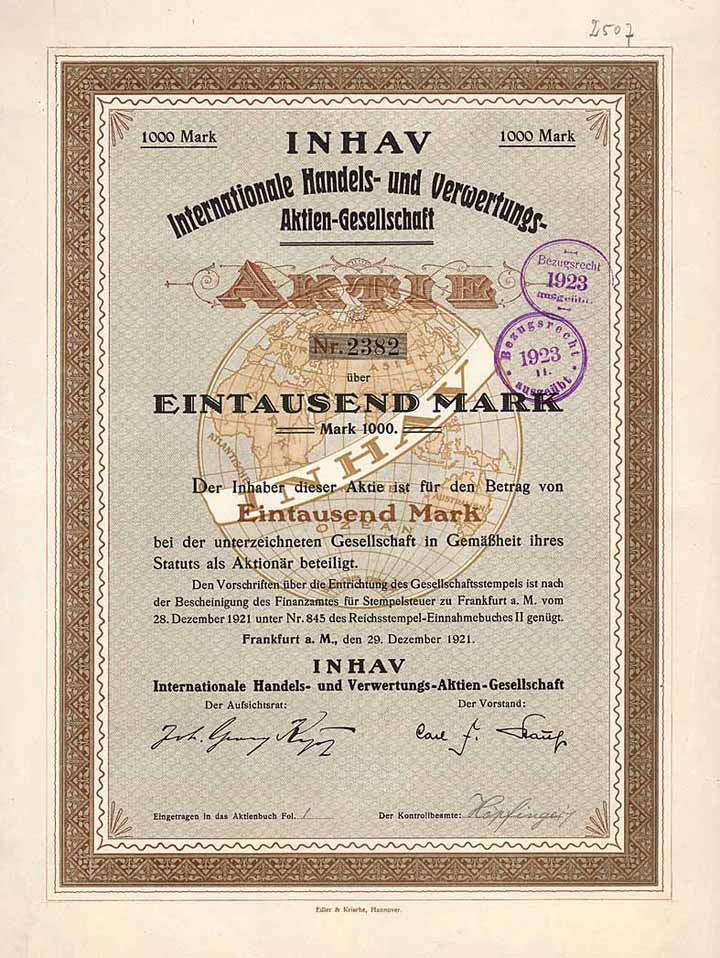 2507
1000 Mark
INHAV
1000 Mark
Internationale Handels- und Verwertungs-
Aktien-Gesellschaft
AKTIE
Bezugsrecht
1923
ausgeübt.
Nr. 2382
Bezugsrecht
1923
II.
ausgeübt
über
EINTAUSEND MARK
Mark 1000.
INHAV
Der Inhaber dieser Aktie ist für den Betrag von
Eintausend Mark
bei der unterzeichneten Gesellschaft in Gemäßheit ihres
Statuts als Aktionär beteiligt.
Den Vorschriften über die Entrichtung des Gesellschaftsstempels ist nach
der Bescheinigung des Finanzamtes für Stempelsteuer zu Frankfurt a. M. vom
28. Dezember 1921 unter Nr. 845 des Reichsstempel-Einnahmebuches II genügt.
Frankfurt a. M., den 29. Dezember 1921.
INHAV
Internationale Handels- und Verwertungs-Aktien-Gesellschaft
Der Aufsichtsrat:
Der Vorstand:
Joh. Georg
Carl F.
Eingetragen in das Aktienbuch Fol. 1
Der Kontrollbeamte: Höpfinger
Edler & Krische, Hannover.